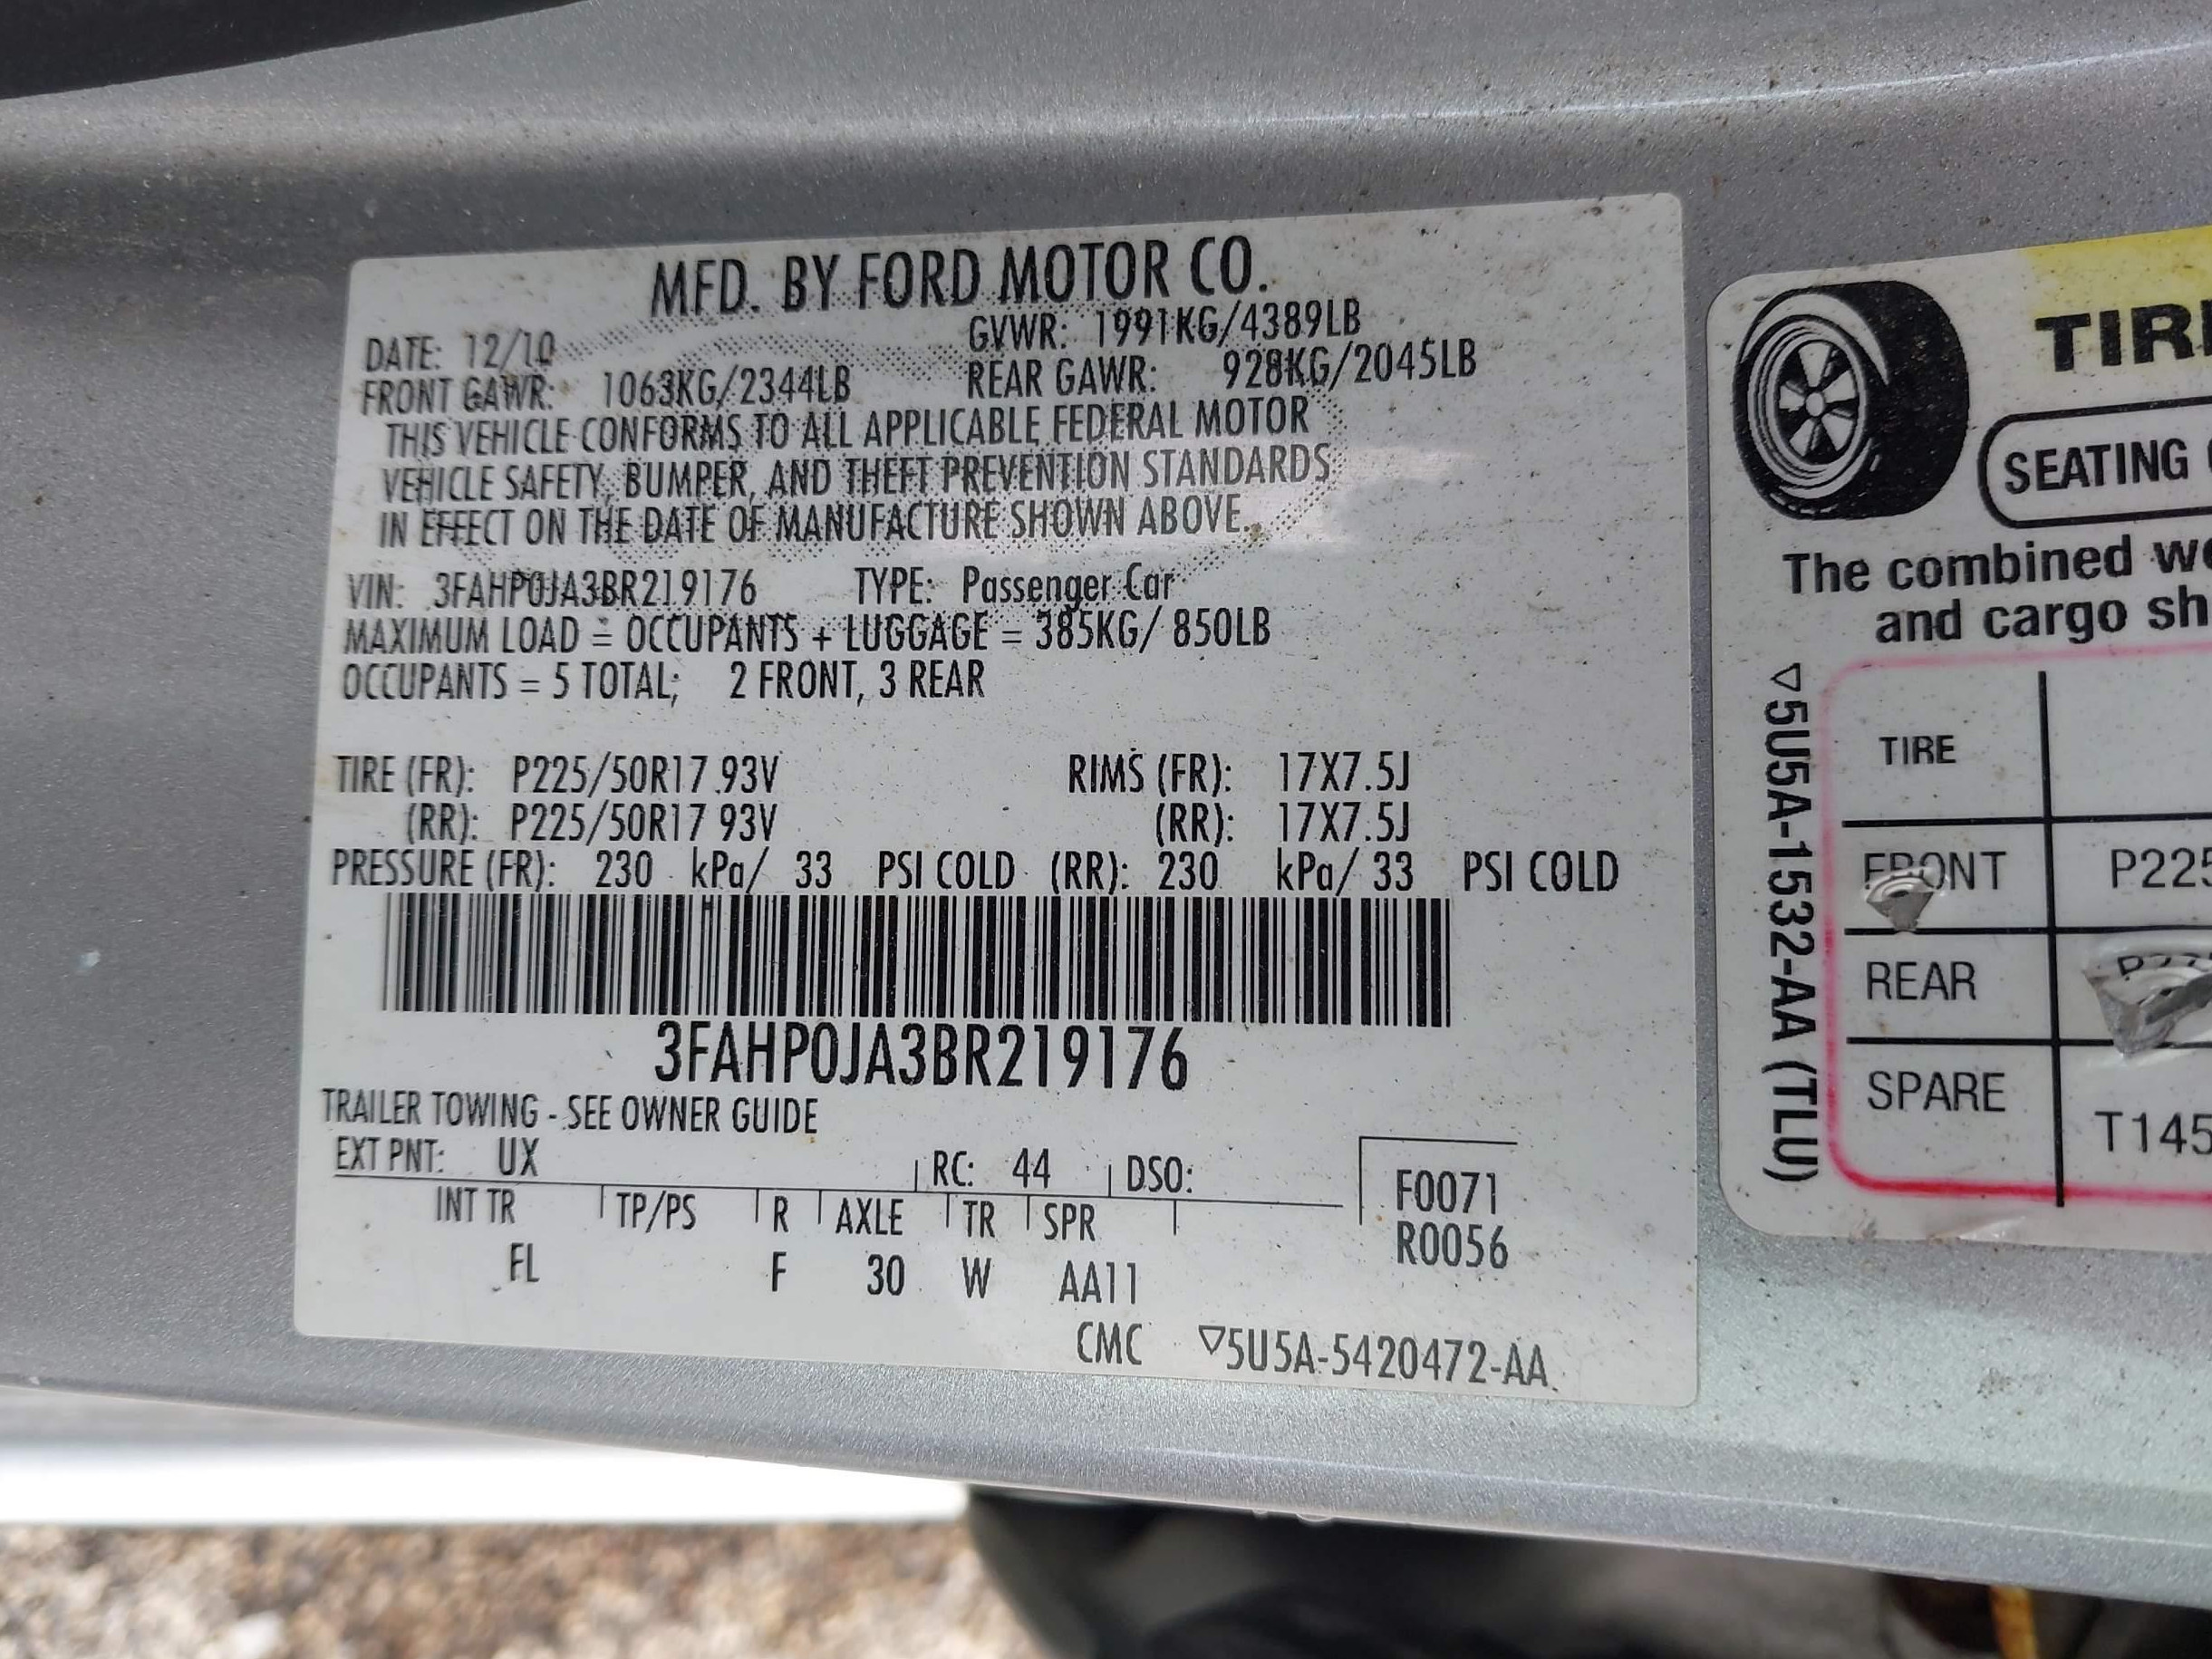 MFD. BY FORD MOTOR CO.
DATE: 12/10 GVWR: 1991KG/4389LB
FRONT GAWR: 1063KG/2344LB REAR GAWR: 928KG/2045LB
THIS VEHICLE CONFORMS TO ALL APPLICABLE FEDERAL MOTOR
VEHICLE SAFETY, BUMPER, AND THEFT PREVENTION STANDARDS
IN EFFECT ON THE DATE OF MANUFACTURE SHOWN ABOVE.
VIN: 3FAHP0JA3BR219176 TYPE: Passenger Car
MAXIMUM LOAD = OCCUPANTS + LUGGAGE = 385KG/ 850LB
OCCUPANTS = 5 TOTAL; 2 FRONT, 3 REAR
TIRE (FR): P225/50R17 93V RIMS (FR): 17X7.5J
(RR): P225/50R17 93V (RR): 17X7.5J
PRESSURE (FR): 230 kPa/ 33 PSI COLD (RR): 230 kPa/ 33 PSI COLD
3FAHP0JA3BR219176
TRAILER TOWING - SEE OWNER GUIDE
EXT PNT: UX RC: 44 DSO:
INT TR TP/PS R AXLE TR SPR
FL F 30 W AA11
F0071
R0056
CMC ▽5U5A-5420472-AA
SEATING
The combined
and cargo
▽5U5A-1532-AA (TLU)
TIRE
FRONT P225
REAR
SPARE T145